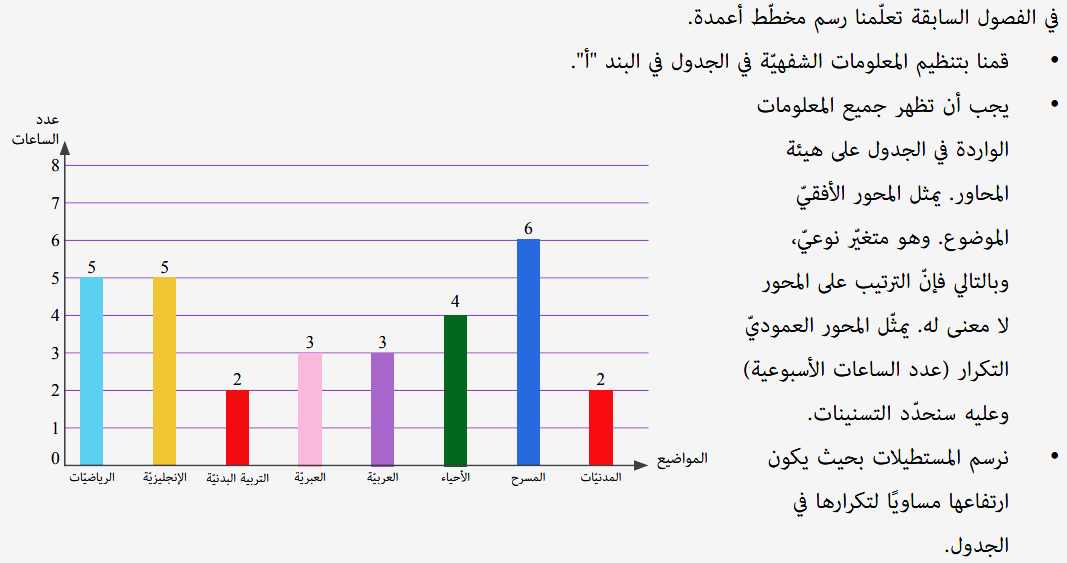 في الفصول السابقة تعلّمنا رسم مخطّط أعمدة.
• قمنا بتنظيم المعلومات الشفهيّة في الجدول في البند "أ".
• يجب أن تظهر جميع المعلومات
الواردة في الجدول على هيئة
المحاور. يمثل المحور الأفقيّ
الموضوع. وهو متغيّر نوعيّ،
وبالتالي فإنّ الترتيب على المحور
لا معنى له. يمثّل المحور العموديّ
التكرار (عدد الساعات الأسبوعية)
وعليه سنحدّد التسنينات.
• نرسم المستطيلات بحيث يكون
ارتفاعها مساويًا لتكرارها في
الجدول.
عدد
الساعات
8
7
6
5
4
3
2
1
0
5
5
2
3
3
4
6
2
الرياضيّات
الإنجليزيّة
التربية البدنيّة
العبريّة
العربيّة
الأحياء
المسرح
المدنيّات
المواضيع